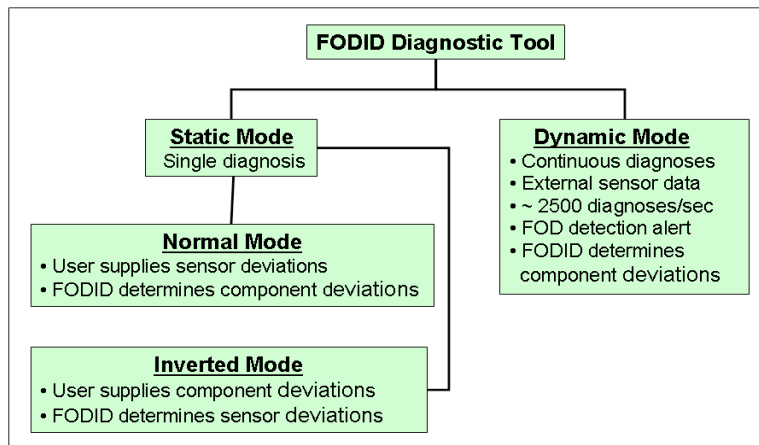 FODID Diagnostic Tool
Static Mode
Single diagnosis
Normal Mode
• User supplies sensor deviations
• FODID determines component deviations
Inverted Mode
• User supplies component deviations
• FODID determines sensor deviations
Dynamic Mode
• Continuous diagnoses
• External sensor data
• ~ 2500 diagnoses/sec
• FOD detection alert
• FODID determines
component deviations